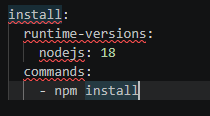 install:
  runtime-versions:
    nodejs: 18
  commands:
    - npm install